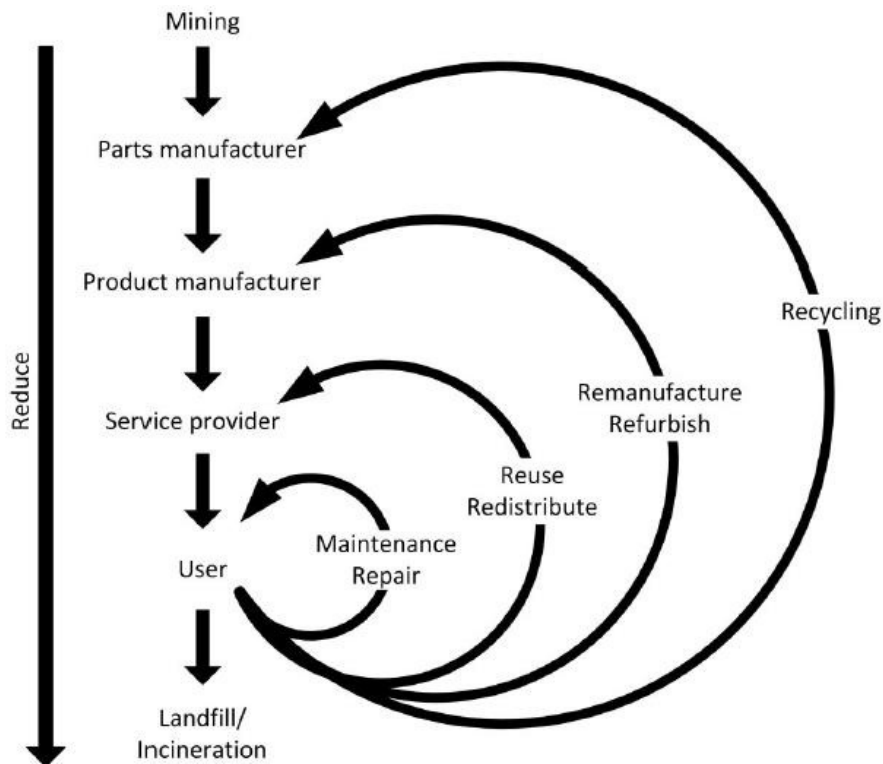 Mining
Parts manufacturer
Product manufacturer
Recycling
Reduce
Remanufacture
Refurbish
Service provider
Reuse
Redistribute
Maintenance
Repair
User
Landfill/
Incineration